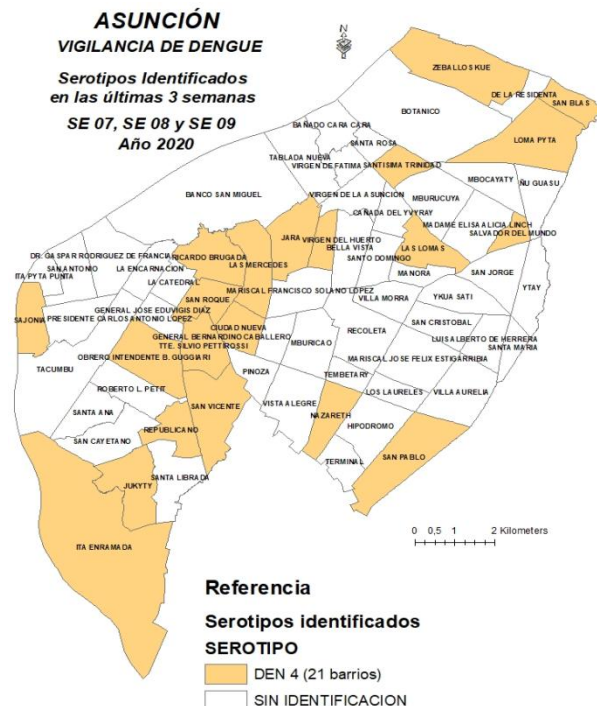 ASUNCIÓN
VIGILANCIA DE DENGUE
Serotipos Identificados
en las últimas 3 semanas
SE 07, SE 08 y SE 09
Año 2020
N
ZEBALLOS KUE
DE LA RESIDENTA
SAN BLAS
BOTANICO
LOMA PYTA
BAÑADO CARA CARA
SANTA ROSA
TABLADA NUEVA
VIRGEN DE FATIMA
SANTISIMA TRINIDAD
MBOCAYATY
ÑU GUASU
BANCO SAN MIGUEL
VIRGEN DE LA ASUNCIÓN
MBURUCUYA
CAÑADA DEL YVYRAY
MADAME ELISA ALICIA LINCH
JARA
VIRGEN DEL HUERTO
SALVADOR DEL MUNDO
BELLA VISTA
LAS LOMAS
DR. GASPAR RODRIGUEZ DE FRANCIA
RICARDO BRUGADA
SANTO DOMINGO
SAN ANTONIO
LA ENCARNACION
LAS MERCEDES
ITA PYTA PUNTA
MANORA
SAN JORGE
LA CATEDRAL
MARISCAL FRANCISCO SOLANO LOPEZ
YTAY
SAN ROQUE
VILLA MORRA
YKUA SATI
GENERAL JOSE EDUVIGIS DIAZ
SAJONIA
PRESIDENTE CARLOS ANTONIO LOPEZ
CIUDAD NUEVA
SAN CRISTOBAL
RECOLETA
GENERAL BERNARDINO CABALLERO
LUIS ALBERTO DE HERRERA
TTE. SILVIO PETTIROSSI
MBURICAO
SANTA MARIA
OBRERO INTENDENTE B. GUGGIARI
MARISCAL JOSE FELIX ESTIGARRIBIA
TACUMBU
PINOZA
TEMBETARY
ROBERTO L. PETIT
LOS LAURELES
VILLA AURELIA
VISTA ALEGRE
SAN VICENTE
SANTA ANA
NAZARETH
HIPODROMO
REPUBLICANO
SAN CAYETANO
SAN PABLO
TERMINAL
SANTA LIBRADA
JUKYTY
ITA ENRAMADA
0 0,5 1 2 Kilometers
Referencia
Serotipos identificados
SEROTIPO
DEN 4 (21 barrios)
SIN IDENTIFICACION